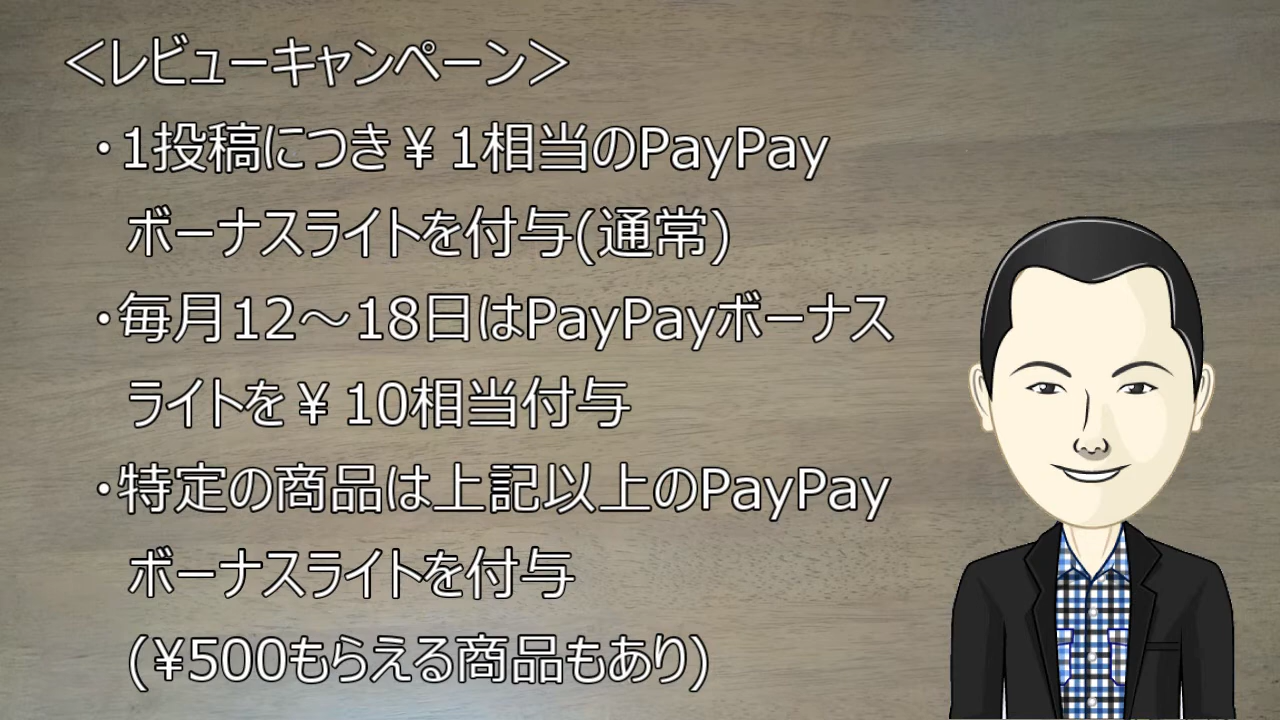 ＜レビューキャンペーン＞
・1投稿につき￥1相当のPayPay
ボーナスライトを付与(通常)
・毎月12～18日はPayPayボーナス
ライトを￥10相当付与
・特定の商品は上記以上のPayPay
ボーナスライトを付与
(¥500もらえる商品もあり)